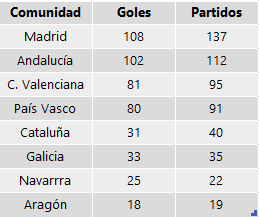 Comunidad Goles Partidos
Madrid 108 137
Andalucía 102 112
C. Valenciana 81 95
País Vasco 80 91
Cataluña 31 40
Galicia 33 35
Navarrra 25 22
Aragón 18 19